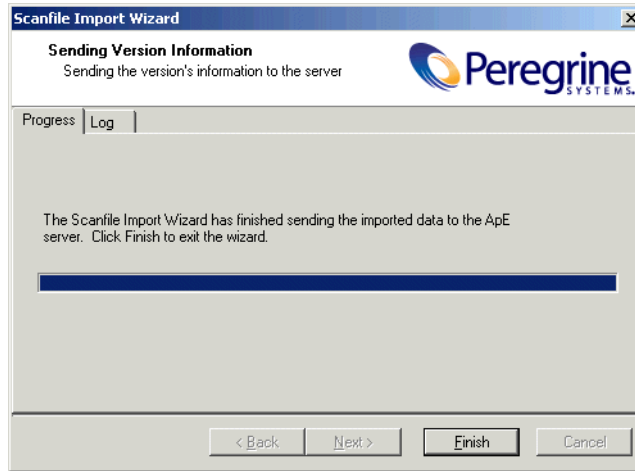 Scanfile Import Wizard
Sending Version Information
Sending the version's information to the server
Peregrine
SYSTEMS.
Progress
Log
The Scanfile Import Wizard has finished sending the imported data to the ApE
server. Click Finish to exit the wizard.
< Back
Next >
Finish
Cancel